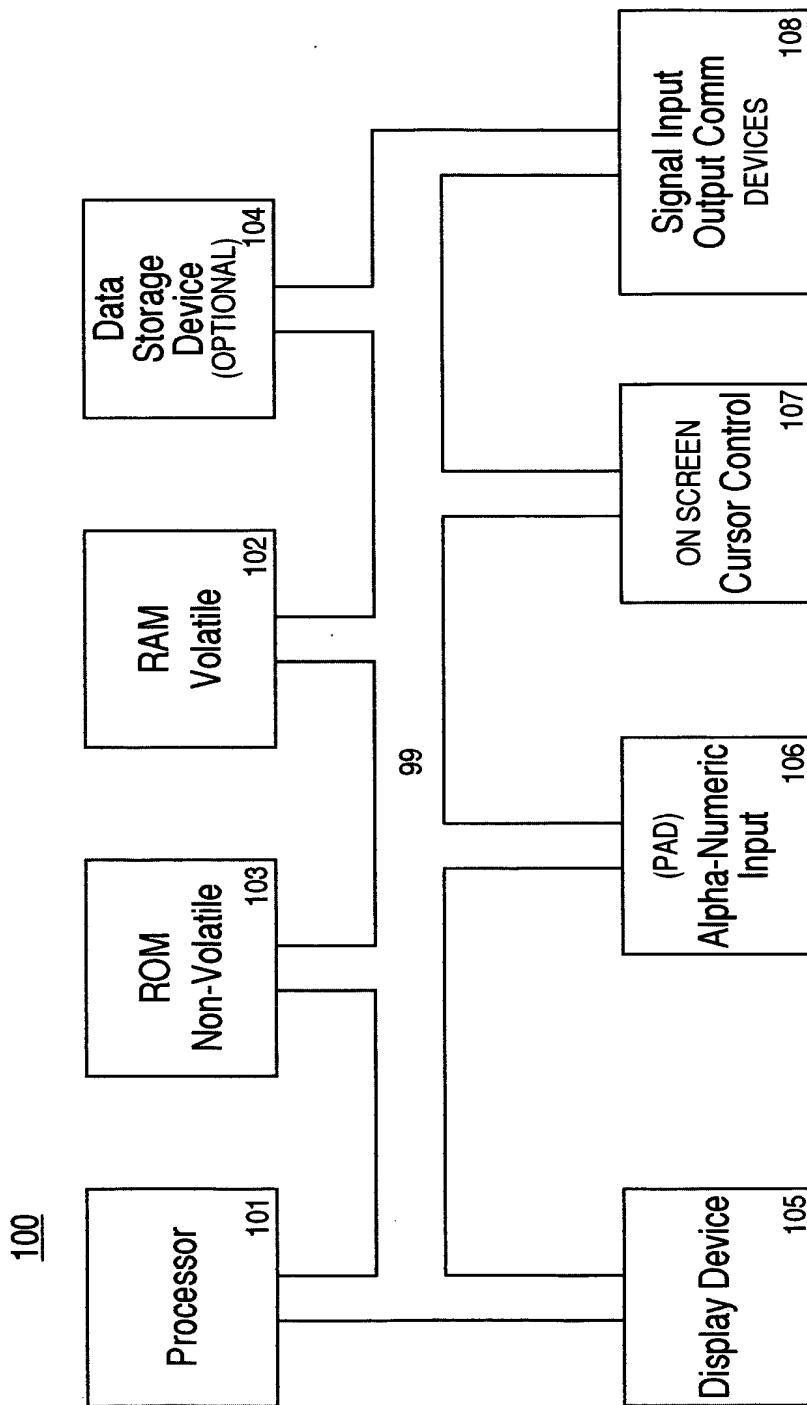 100
Processor
101
ROM
Non-Volatile
103
RAM
Volatile
102
Data
Storage
Device
(OPTIONAL)
104
99
Display Device
105
(PAD)
Alpha-Numeric
Input
106
ON SCREEN
Cursor Control
107
Signal Input
Output Comm
DEVICES
108